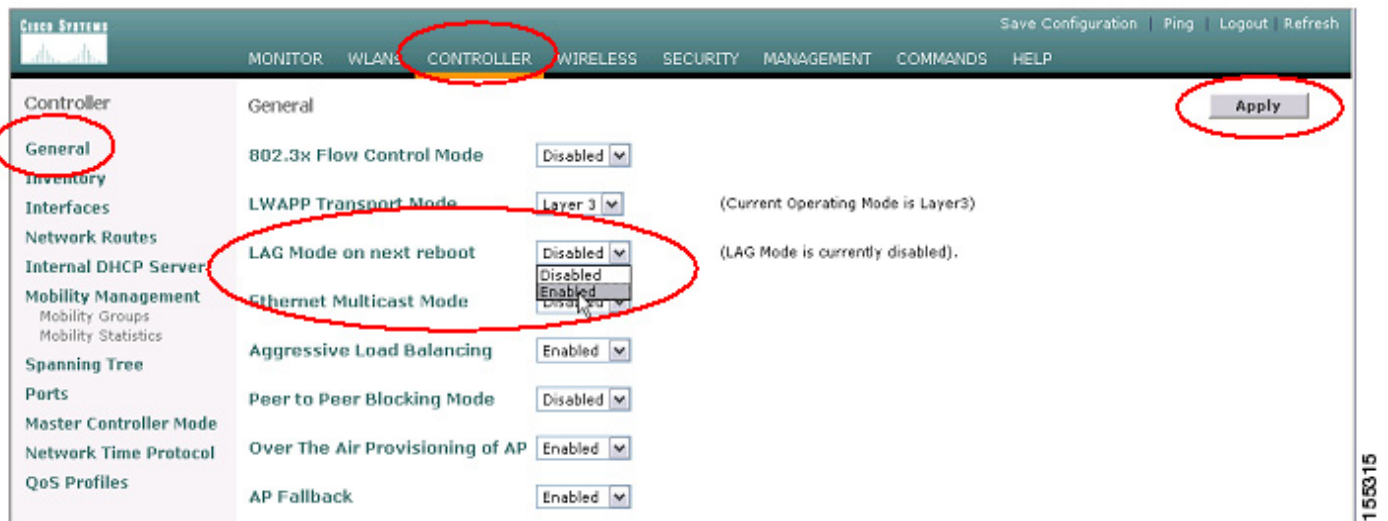 CISCO SYSTEMS
Save Configuration | Ping | Logout | Refresh
MONITOR WLANs CONTROLLER WIRELESS SECURITY MANAGEMENT COMMANDS HELP
Controller
General
Inventory
Interfaces
Network Routes
Internal DHCP Server
Mobility Management
Mobility Groups
Mobility Statistics
Spanning Tree
Ports
Master Controller Mode
Network Time Protocol
QoS Profiles
General
Apply
802.3x Flow Control Mode Disabled
LWAPP Transport Mode Layer 3 (Current Operating Mode is Layer3)
LAG Mode on next reboot Disabled (LAG Mode is currently disabled).
Disabled
Enabled
Ethernet Multicast Mode Disabled
Aggressive Load Balancing Enabled
Peer to Peer Blocking Mode Disabled
Over The Air Provisioning of AP Enabled
AP Fallback Enabled
155315